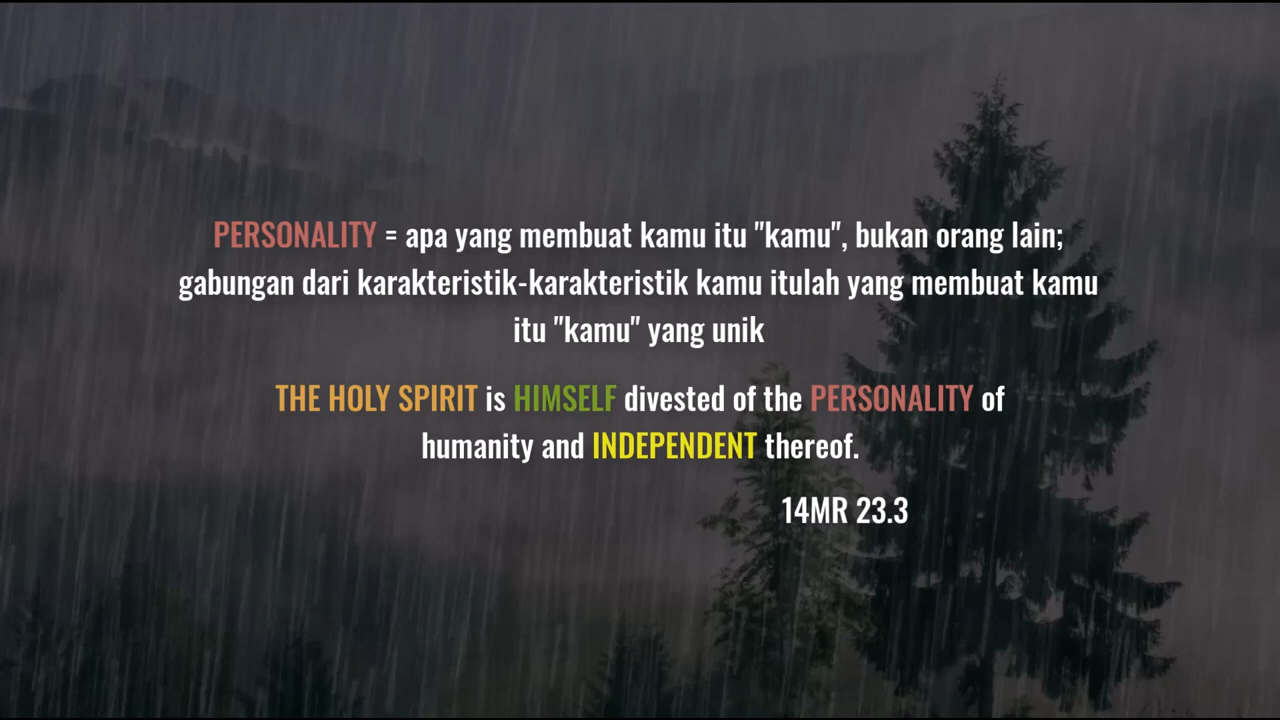 PERSONALITY = apa yang membuat kamu itu "kamu", bukan orang lain;
gabungan dari karakteristik-karakteristik kamu itulah yang membuat kamu
itu "kamu" yang unik
THE HOLY SPIRIT is HIMSELF divested of the PERSONALITY of
humanity and INDEPENDENT thereof.
14MR 23.3